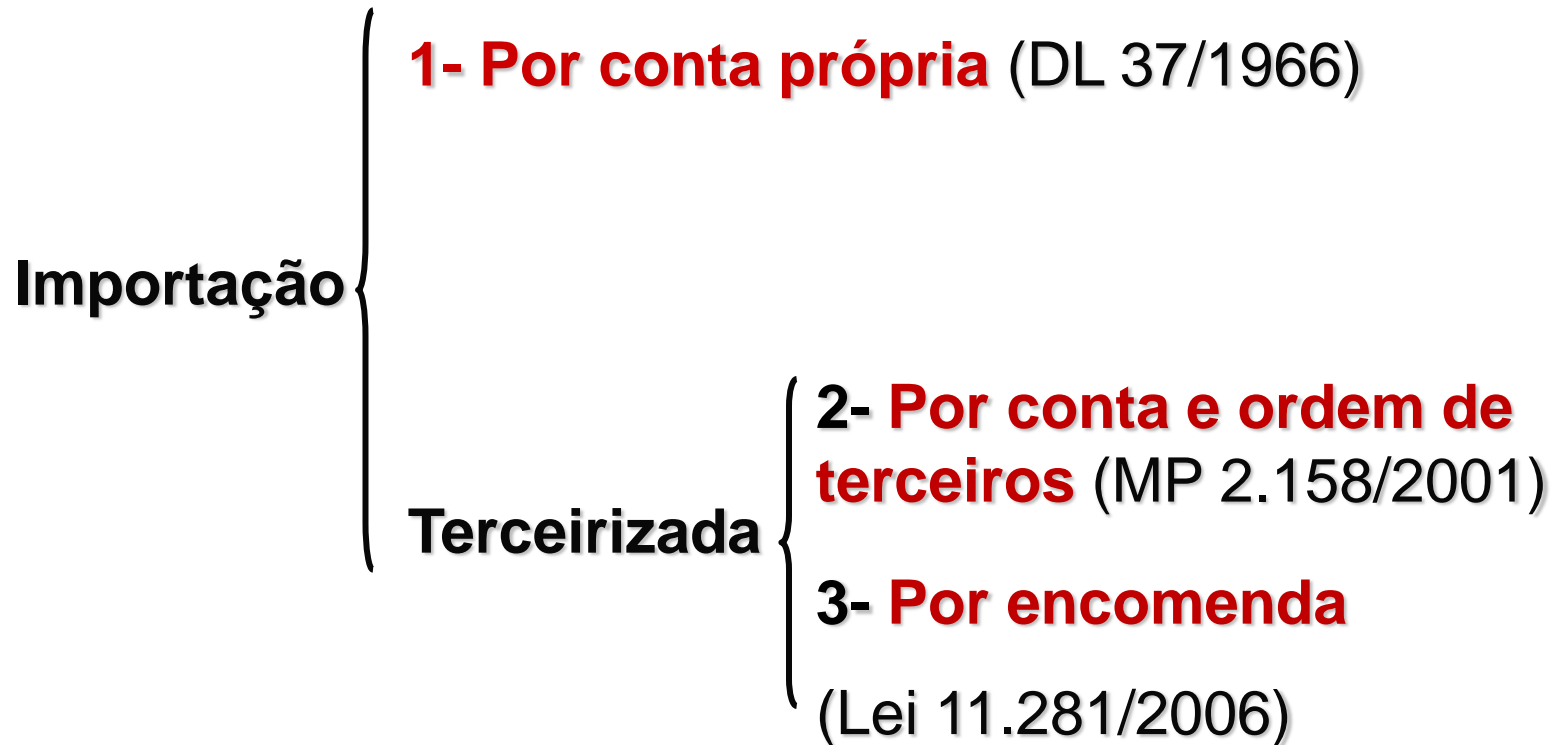 1- Por conta própria (DL 37/1966)
Importação
2- Por conta e ordem de
terceiros (MP 2.158/2001)
Terceirizada
3- Por encomenda
(Lei 11.281/2006)